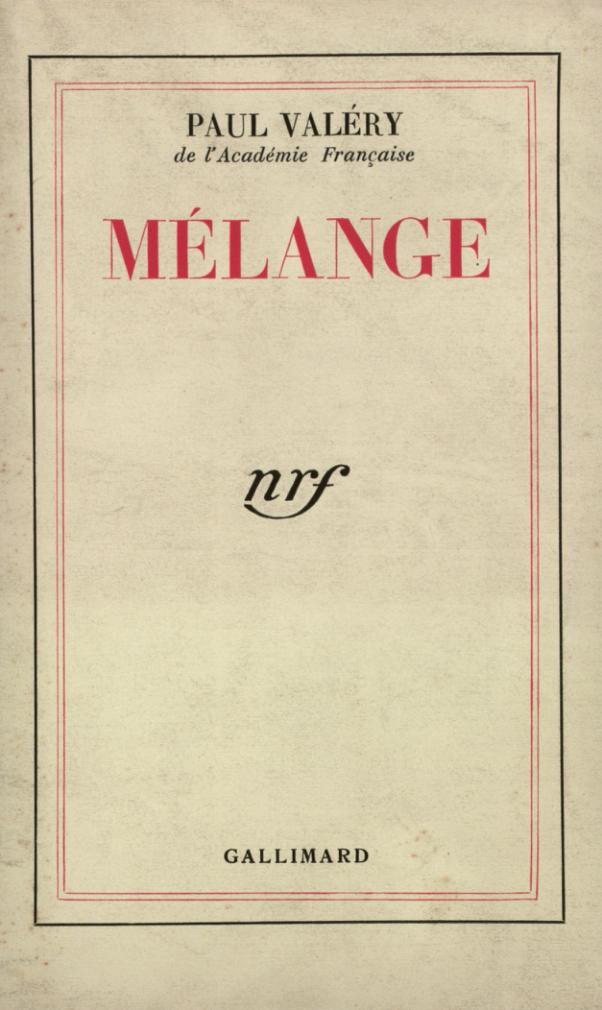 PAUL VALÉRY
de l'Académie Française
MÉLANGE
nrf
GALLIMARD